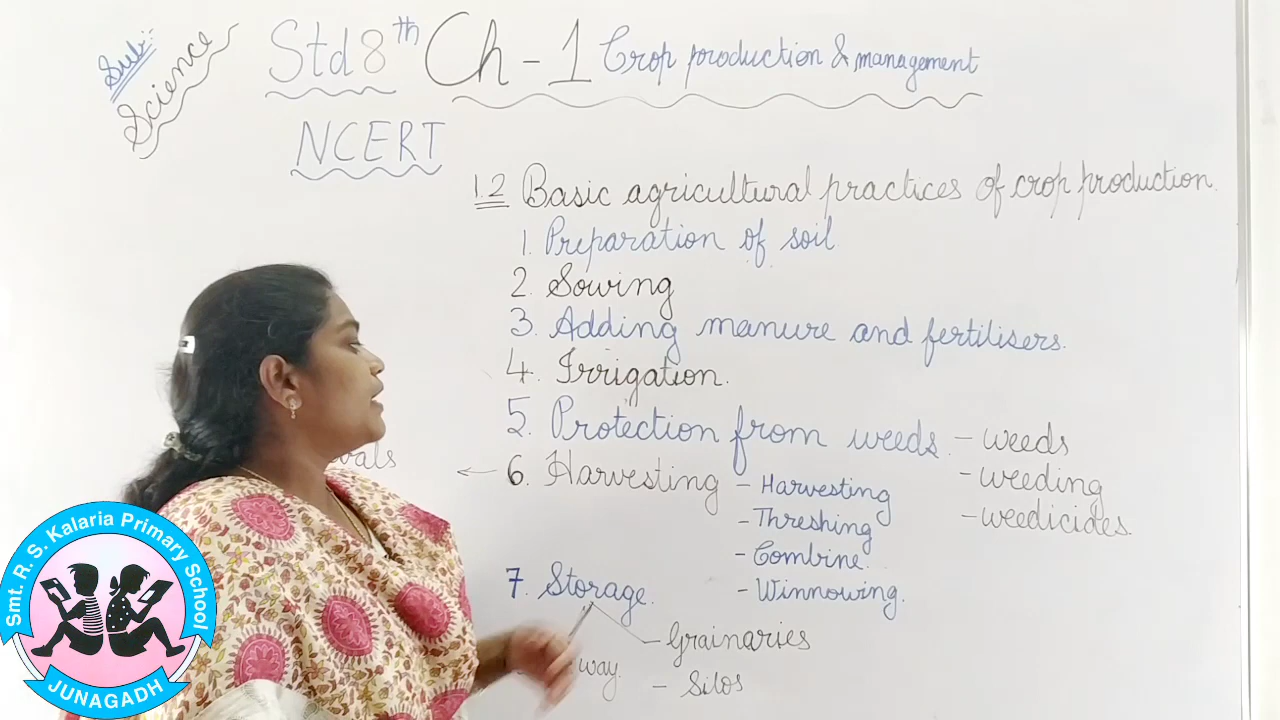 Sub:-
Science
Std 8th Ch - 1 Crop production & management
NCERT
1.2 Basic agricultural practices of crop production.
1. Preparation of soil
2. Sowing
3. Adding manure and fertilisers.
4. Irrigation.
5. Protection from weeds. - weeds
- weeding
- weedicides.
← 6. Harvesting - Harvesting
- Threshing
- Combine.
- Winnowing.
7. Storage.
- Grainaries
way.
- Silos
Smt. R. S. Kalaria Primary School
JUNAGADH